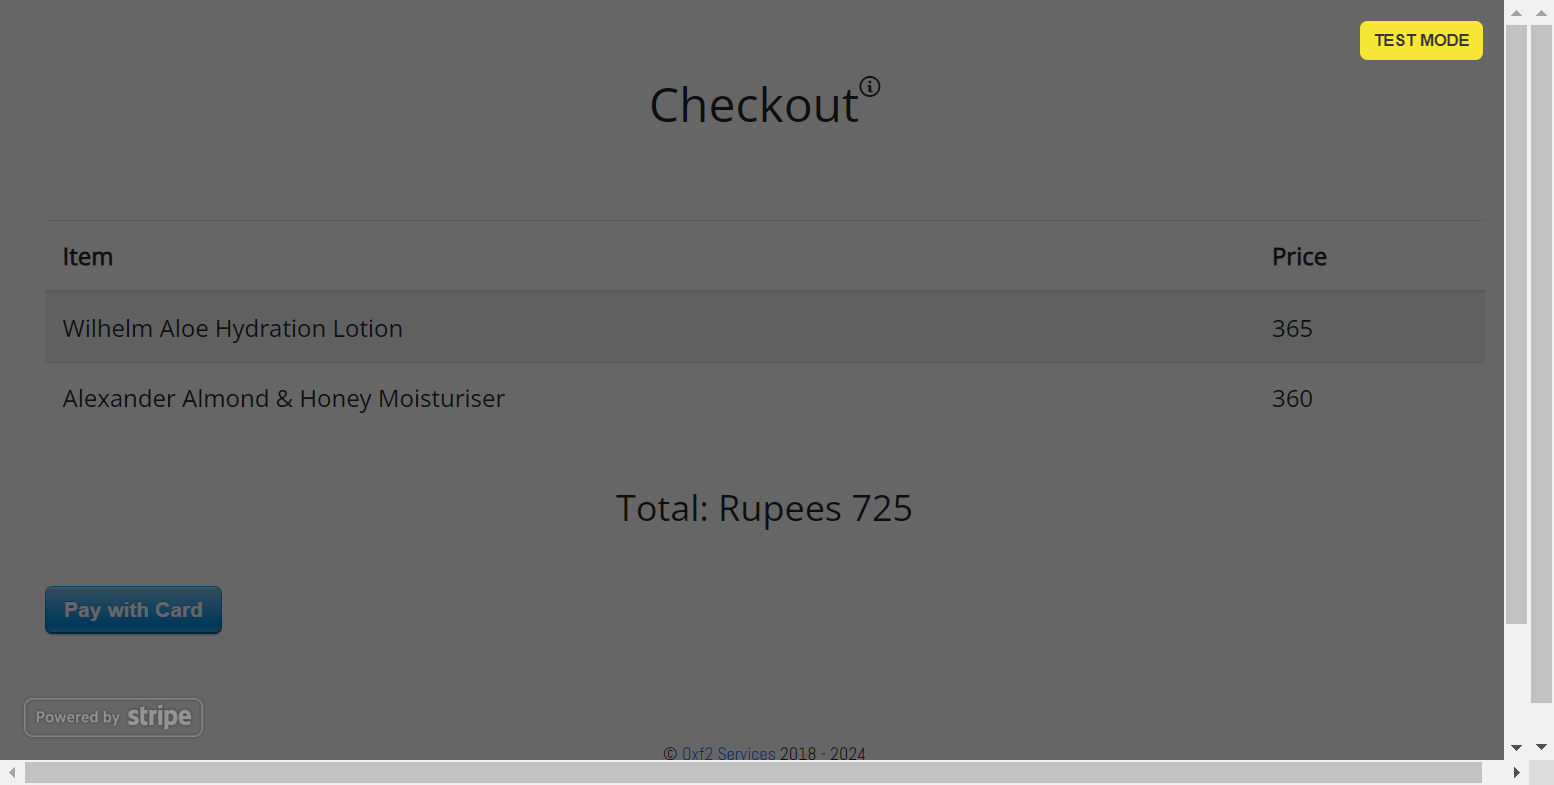 TEST MODE
Checkout
Item Price
Wilhelm Aloe Hydration Lotion 365
Alexander Almond & Honey Moisturiser 360
Total: Rupees 725
Pay with Card
Powered by stripe
© Qxf2 Services 2018 - 2024